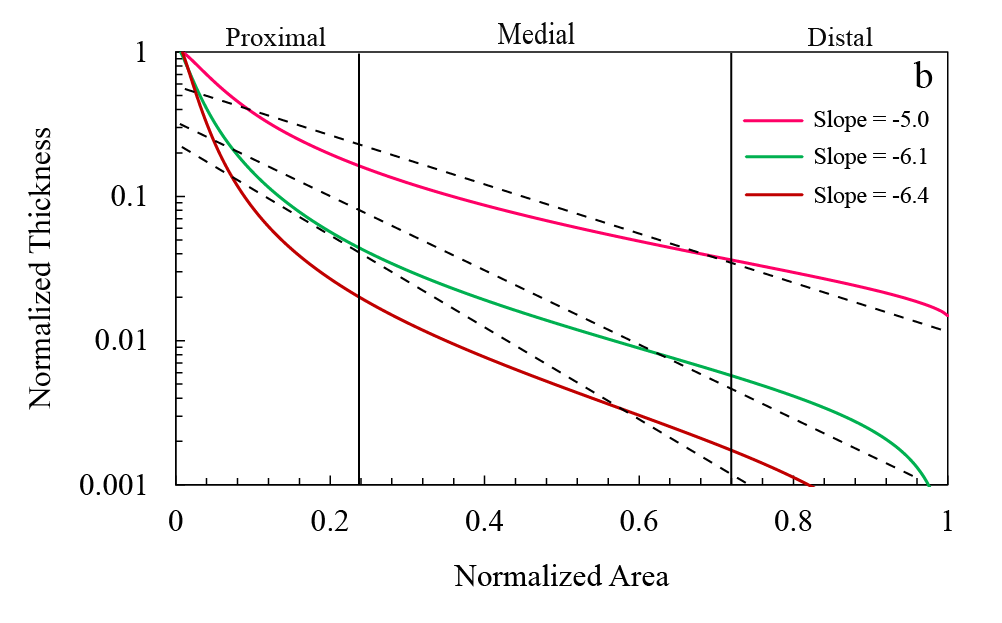 Proximal Medial Distal
b
1
0.1
0.01
0.001
Slope = -5.0
Slope = -6.1
Slope = -6.4
Normalized Thickness
0 0.2 0.4 0.6 0.8 1
Normalized Area